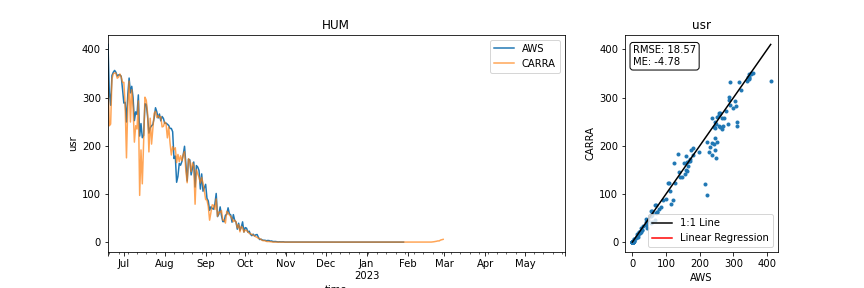 HUM
usr
400
300
200
100
0
AWS
CARRA
usr
Jul Aug Sep Oct Nov Dec Jan Feb Mar Apr May
2023
time
usr
400
300
200
100
0
CARRA
RMSE: 18.57
ME: -4.78
1:1 Line
Linear Regression
0 100 200 300 400
AWS